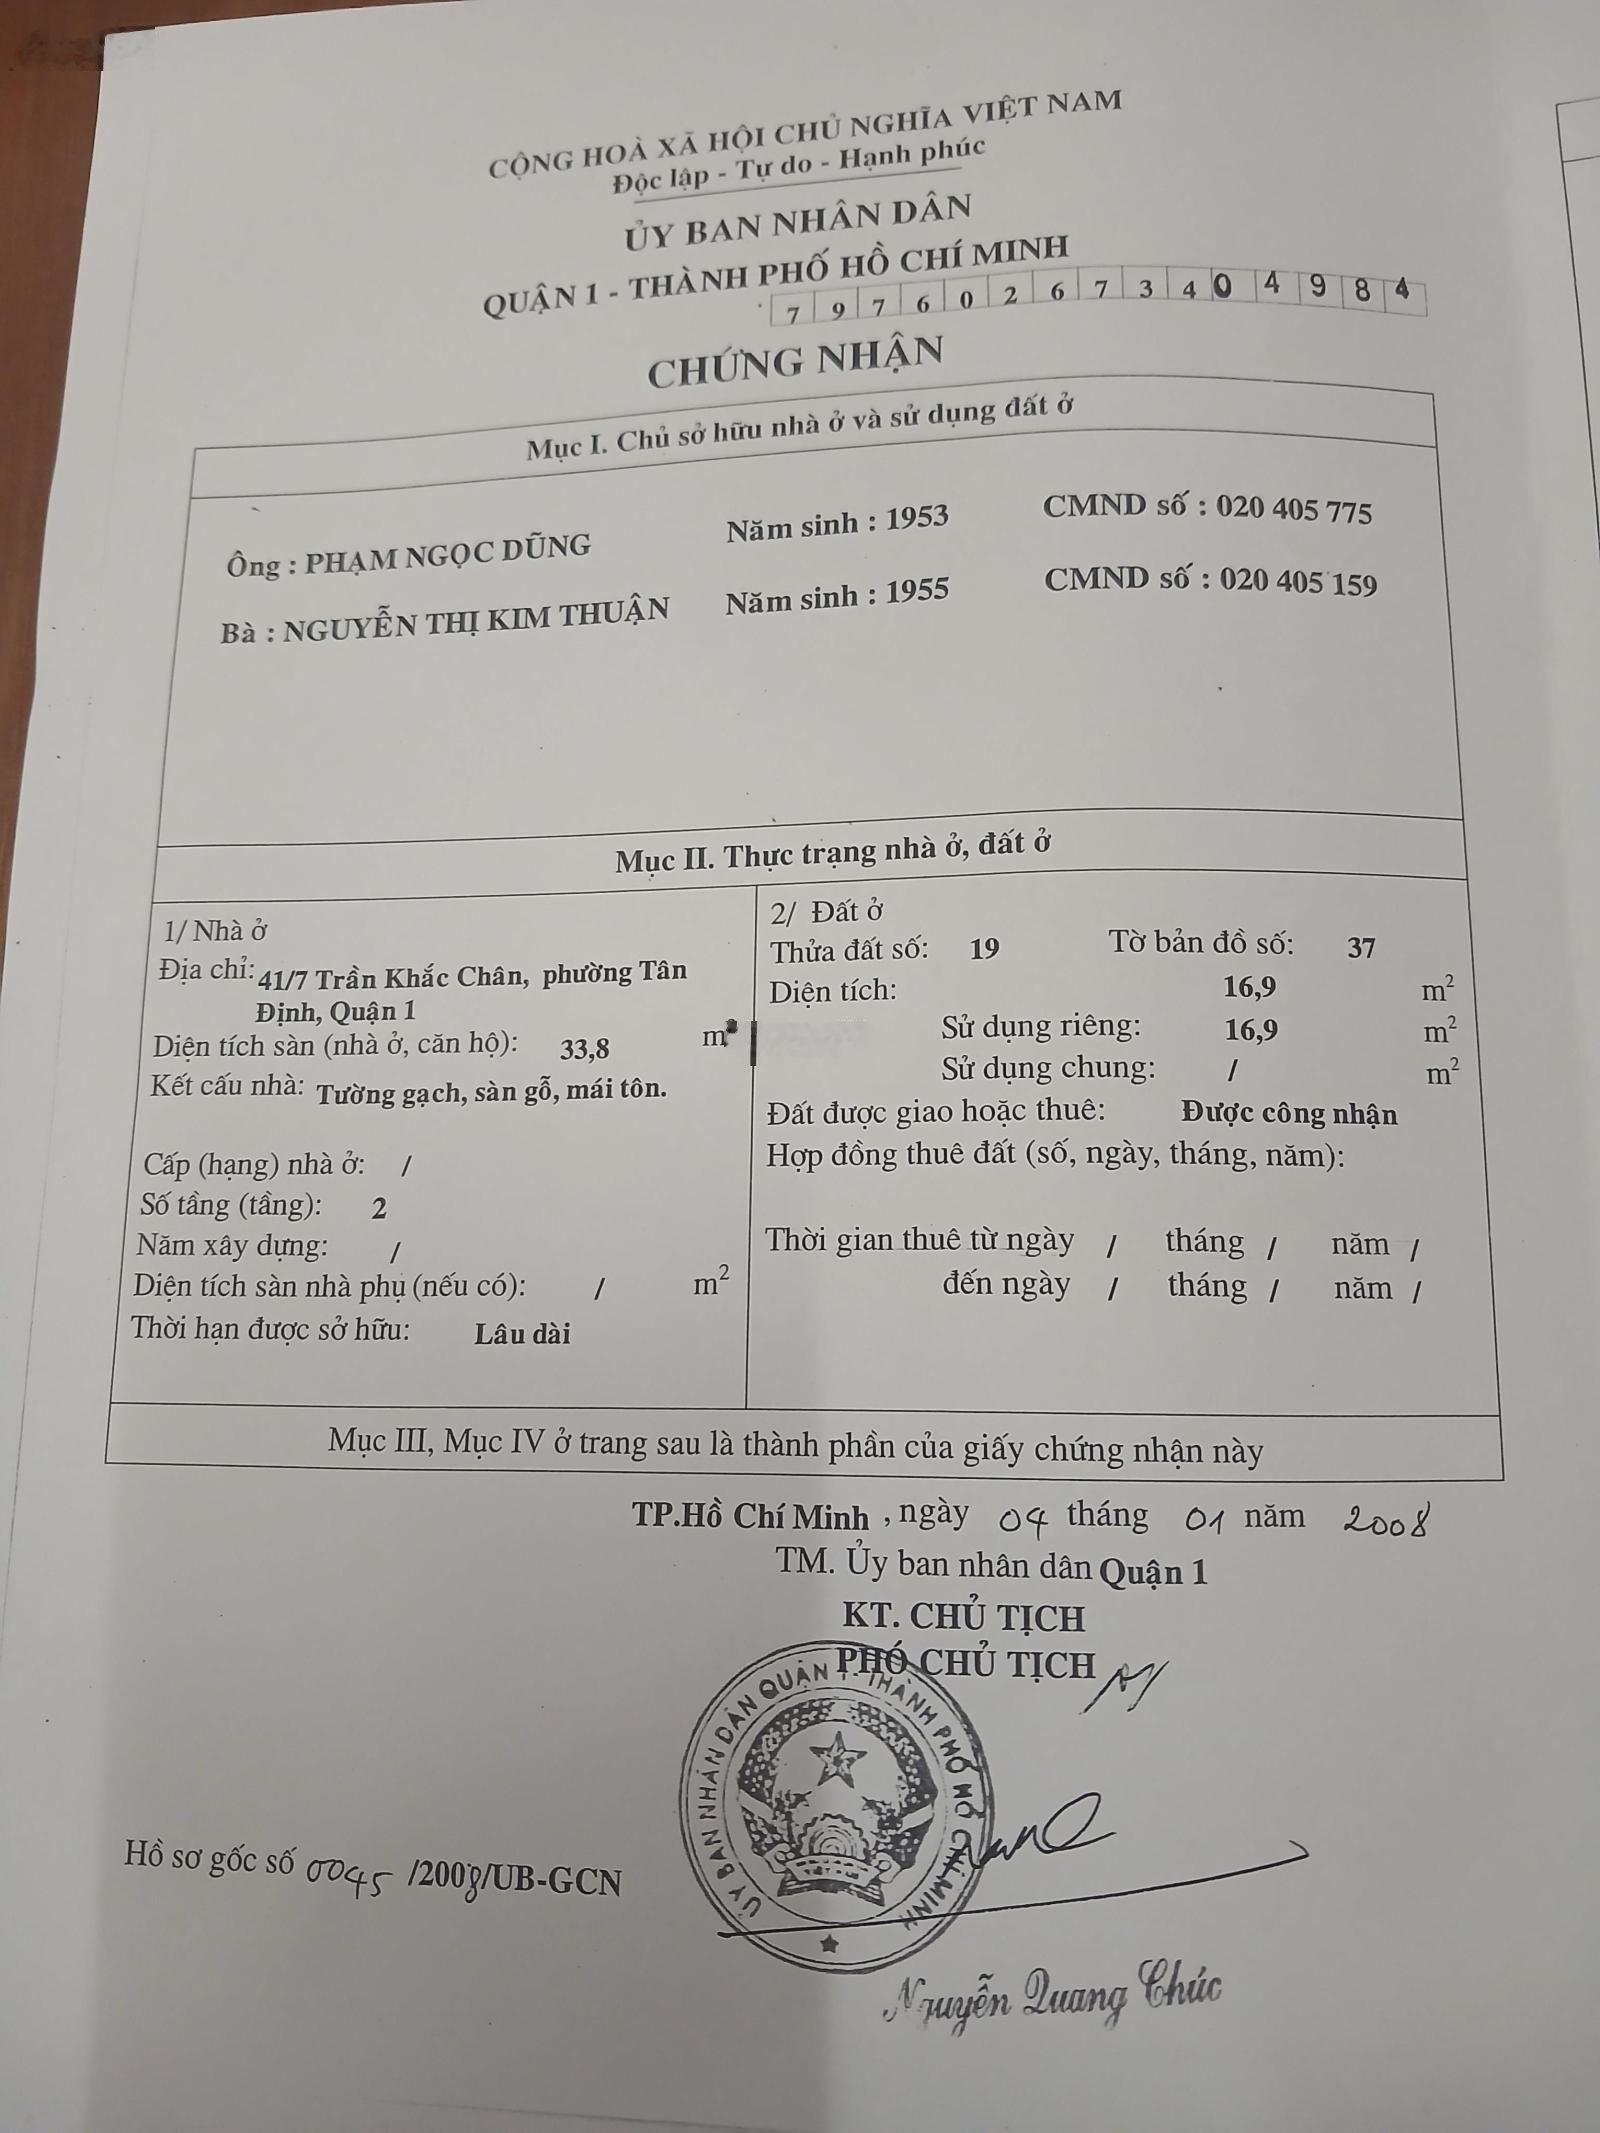 CỘNG HOÀ XÃ HỘI CHỦ NGHĨA VIỆT NAM
Độc lập - Tự do - Hạnh phúc
ỦY BAN NHÂN DÂN
QUẬN 1 - THÀNH PHỐ HỒ CHÍ MINH
7 9 7 6 0 2 6 7 3 4 0 4 9 8 4
CHỨNG NHẬN
Mục I. Chủ sở hữu nhà ở và sử dụng đất ở
Ông : PHẠM NGỌC DŨNG Năm sinh : 1953 CMND số : 020 405 775
Bà : NGUYỄN THỊ KIM THUẬN Năm sinh : 1955 CMND số : 020 405 159
Mục II. Thực trạng nhà ở, đất ở
1/ Nhà ở
Địa chỉ: 41/7 Trần Khắc Chân, phường Tân
Định, Quận 1
Diện tích sàn (nhà ở, căn hộ): 33,8 m²
Kết cấu nhà: Tường gạch, sàn gỗ, mái tôn.
Cấp (hạng) nhà ở: /
Số tầng (tầng): 2
Năm xây dựng: /
Diện tích sàn nhà phụ (nếu có): / m²
Thời hạn được sở hữu: Lâu dài
2/ Đất ở
Thửa đất số: 19 Tờ bản đồ số: 37
Diện tích: 16,9 m²
Sử dụng riêng: 16,9 m²
Sử dụng chung: / m²
Đất được giao hoặc thuê: Được công nhận
Hợp đồng thuê đất (số, ngày, tháng, năm):
Thời gian thuê từ ngày / tháng / năm /
đến ngày / tháng / năm /
Mục III, Mục IV ở trang sau là thành phần của giấy chứng nhận này
TP.Hồ Chí Minh , ngày 04 tháng 01 năm 2008
TM. Ủy ban nhân dân Quận 1
KT. CHỦ TỊCH
PHÓ CHỦ TỊCH
ỦY BAN NHÂN DÂN QUẬN 1 - THÀNH PHỐ HỒ CHÍ MINH
Hồ sơ gốc số 0045 /2008/UB-GCN
Nguyễn Quang Chúc